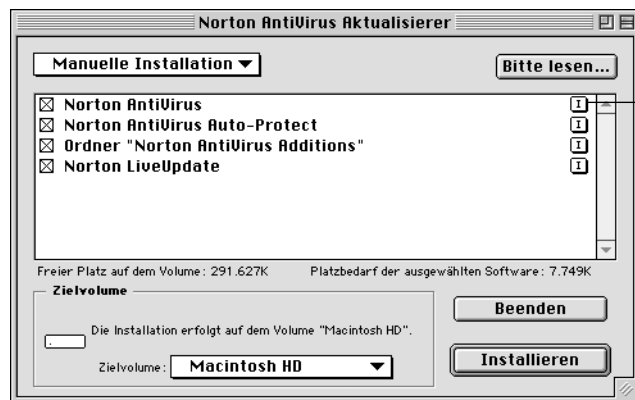 Norton AntiVirus Aktualisierer
Manuelle Installation
Bitte lesen...
Norton AntiVirus I
Norton AntiVirus Auto-Protect I
Ordner "Norton AntiVirus Additions" I
Norton LiveUpdate I
Freier Platz auf dem Volume: 291.627K Platzbedarf der ausgewählten Software: 7.749K
Zielvolume
Die Installation erfolgt auf dem Volume "Macintosh HD".
Zielvolume: Macintosh HD
Beenden
Installieren